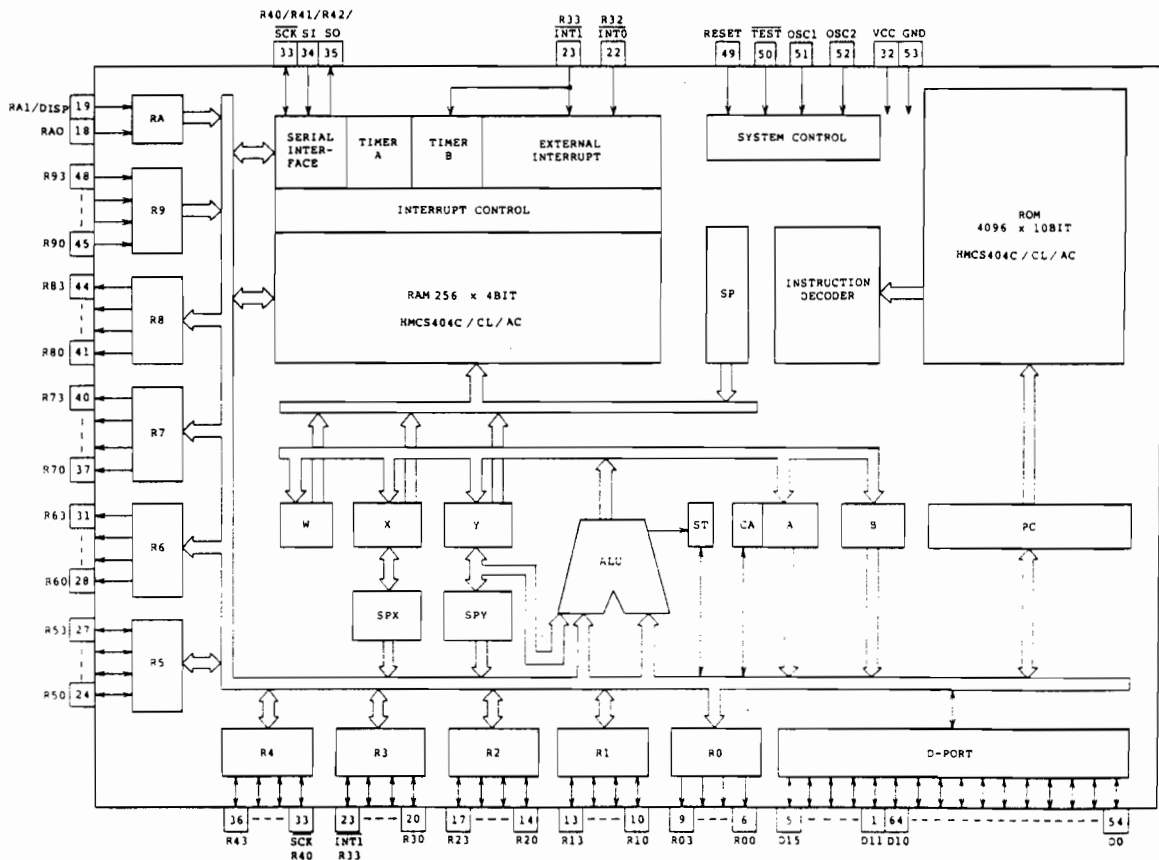 R40/R41/R42/
SCK SI SO
33 34 35
R33
INT1
23
R32
INT0
22
RESET
49
TEST
50
OSC1
51
OSC2
52
VCC GND
32 53
RA1/DISP 19
RA0 18
RA
R93 48
R90 45
R9
R83 44
R80 41
R8
R73 40
R70 37
R7
R63 31
R60 28
R6
R53 27
R50 24
R5
SERIAL
INTER-
FACE
TIMER
A
TIMER
B
EXTERNAL
INTERRUPT
INTERRUPT CONTROL
RAM 256 x 4BIT
HMCS404C/CL/AC
SYSTEM CONTROL
SP
INSTRUCTION
DECODER
ROM
4096 x 10BIT
HMCS404C/CL/AC
W
X
Y
ALU
ST
CA
A
B
PC
SPX
SPY
R4
R3
R2
R1
R0
D-PORT
36 33 23 20 17 14 13 10 9 6 5 1 64 54
R43
SCK
R40
INT1
R33
R30
R23
R20
R13
R10
R03
R00
D15
D11
D10
D0